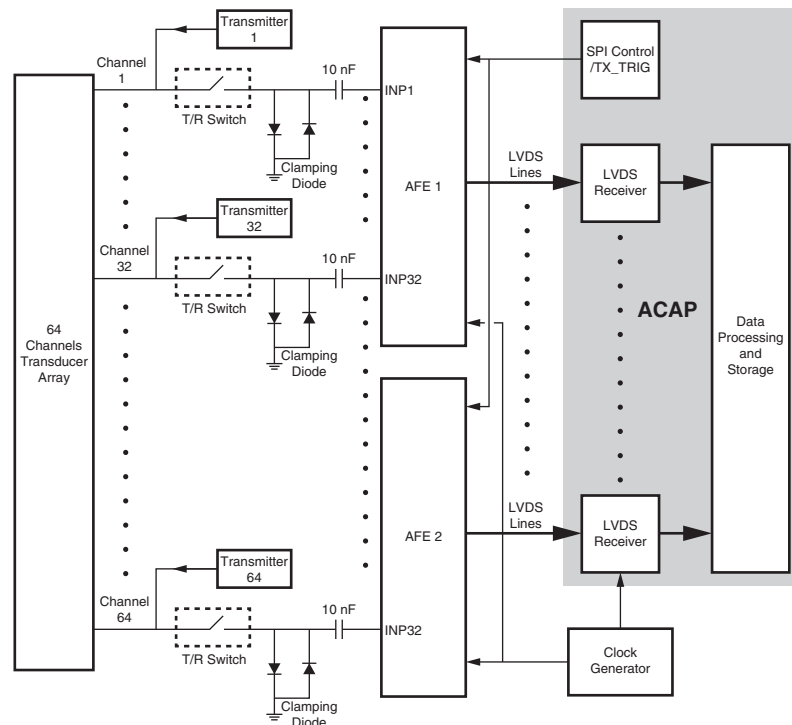 Transmitter
1
Channel
1
10 nF
INP1
T/R Switch
Clamping
Diode
SPI Control
/TX_TRIG
LVDS
Lines
LVDS
Receiver
AFE 1
Transmitter
32
Channel
32
10 nF
INP32
T/R Switch
Clamping
Diode
ACAP
64
Channels
Transducer
Array
Data
Processing
and
Storage
LVDS
Lines
LVDS
Receiver
AFE 2
Transmitter
64
Channel
64
10 nF
INP32
T/R Switch
Clamping
Diode
Clock
Generator